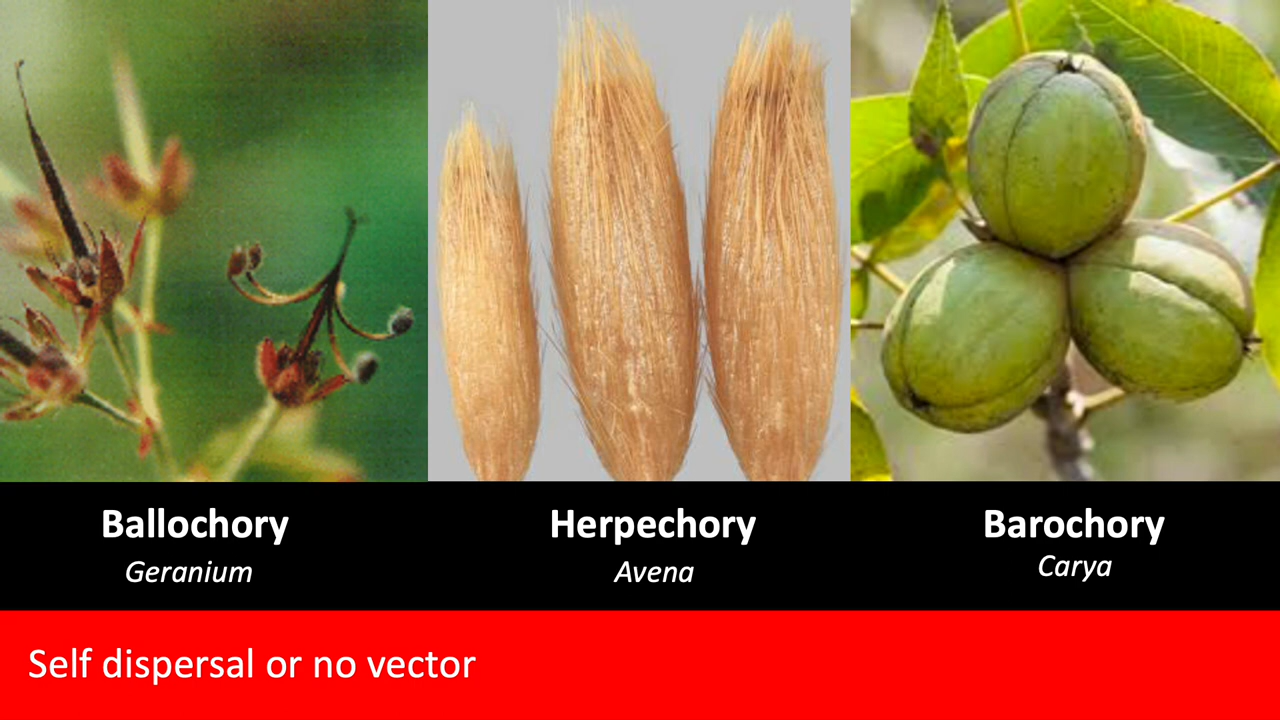 Ballochory
Geranium
Herpechory
Avena
Barochory
Carya
Self dispersal or no vector